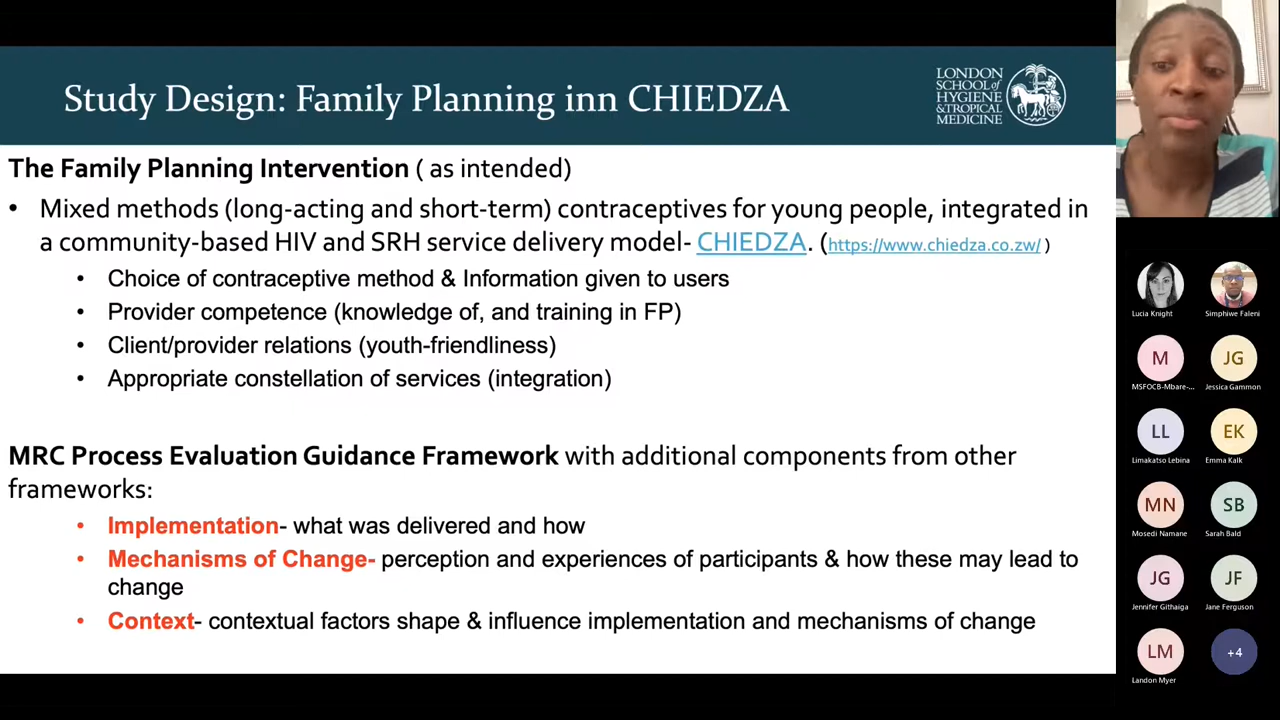 Study Design: Family Planning inn CHIEDZA
LONDON
SCHOOL of
HYGIENE
& TROPICAL
MEDICINE
The Family Planning Intervention ( as intended)
• Mixed methods (long-acting and short-term) contraceptives for young people, integrated in
a community-based HIV and SRH service delivery model- CHIEDZA. (https://www.chiedza.co.zw/ )
• Choice of contraceptive method & Information given to users
• Provider competence (knowledge of, and training in FP)
• Client/provider relations (youth-friendliness)
• Appropriate constellation of services (integration)
MRC Process Evaluation Guidance Framework with additional components from other
frameworks:
• Implementation- what was delivered and how
• Mechanisms of Change- perception and experiences of participants & how these may lead to
change
• Context- contextual factors shape & influence implementation and mechanisms of change
Lucia Knight
Simphiwe Faleni
M
MSFOCB-Mbare-...
JG
Jessica Gammon
LL
Limakatso Lebina
EK
Emma Kalk
MN
Mosedi Namane
SB
Sarah Bald
JG
Jennifer Githaiga
JF
Jane Ferguson
LM
Landon Myer
+4